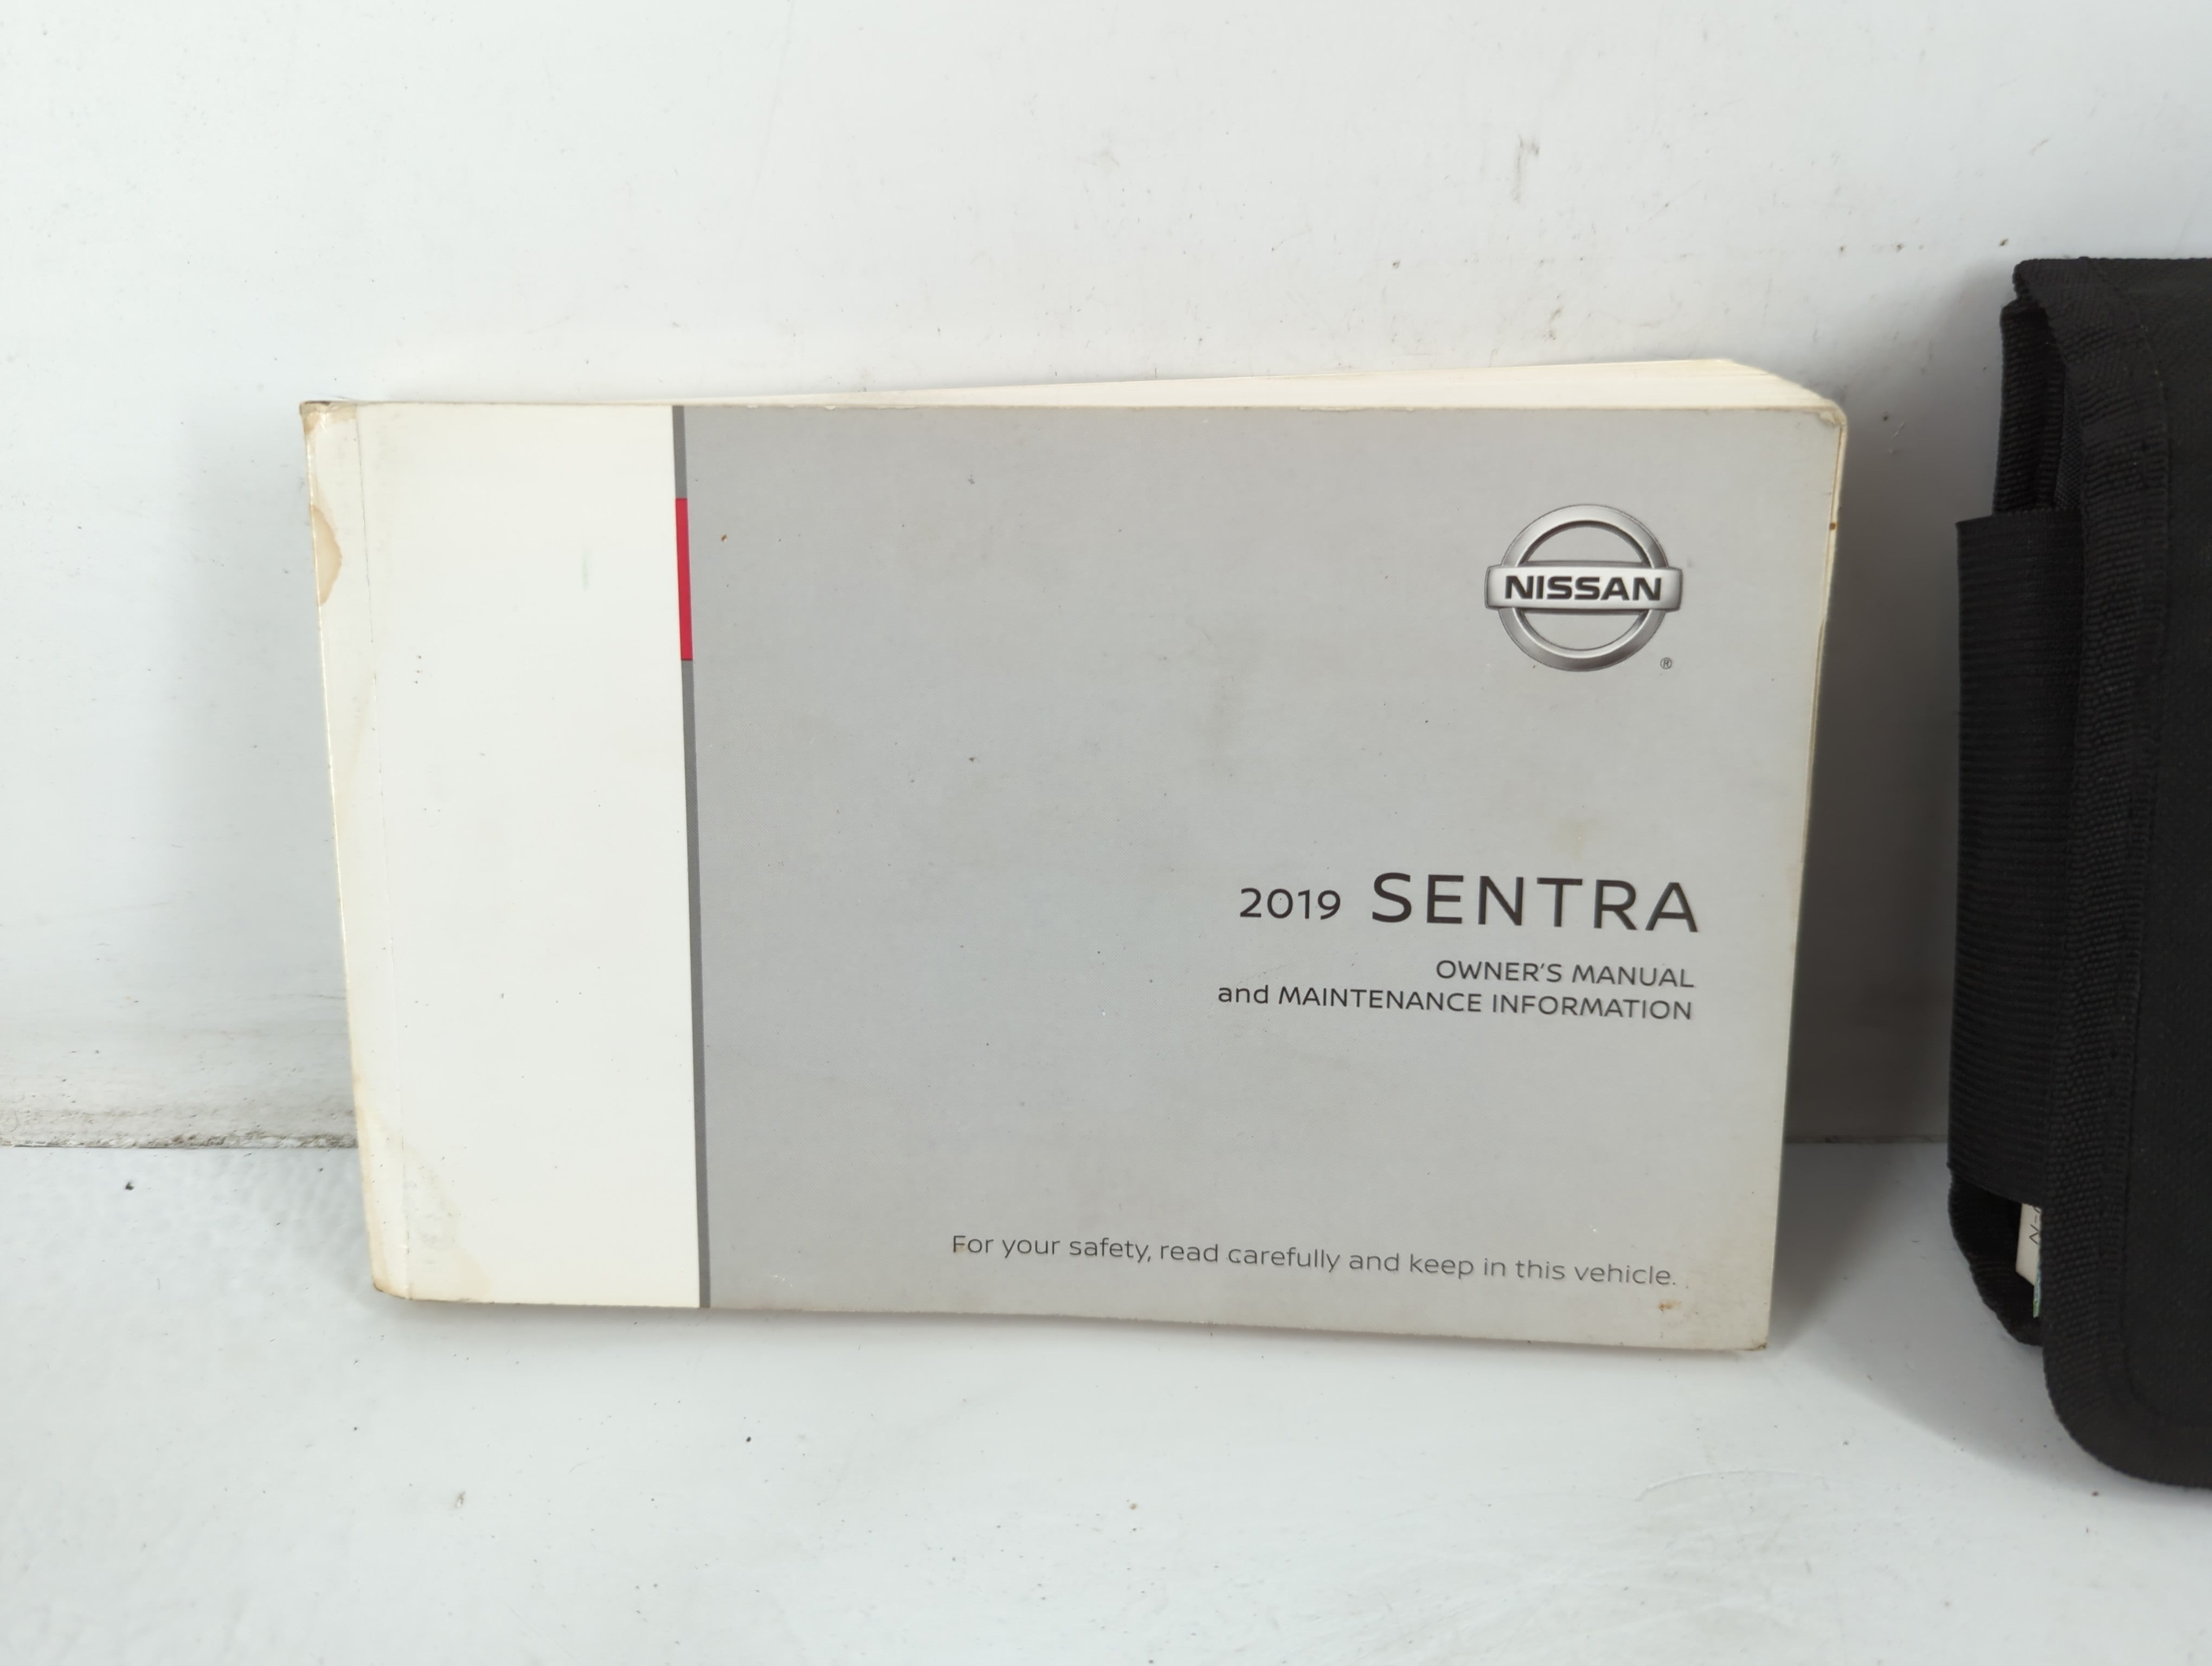 NISSAN
®
2019 SENTRA
OWNER'S MANUAL
and MAINTENANCE INFORMATION
For your safety, read carefully and keep in this vehicle.